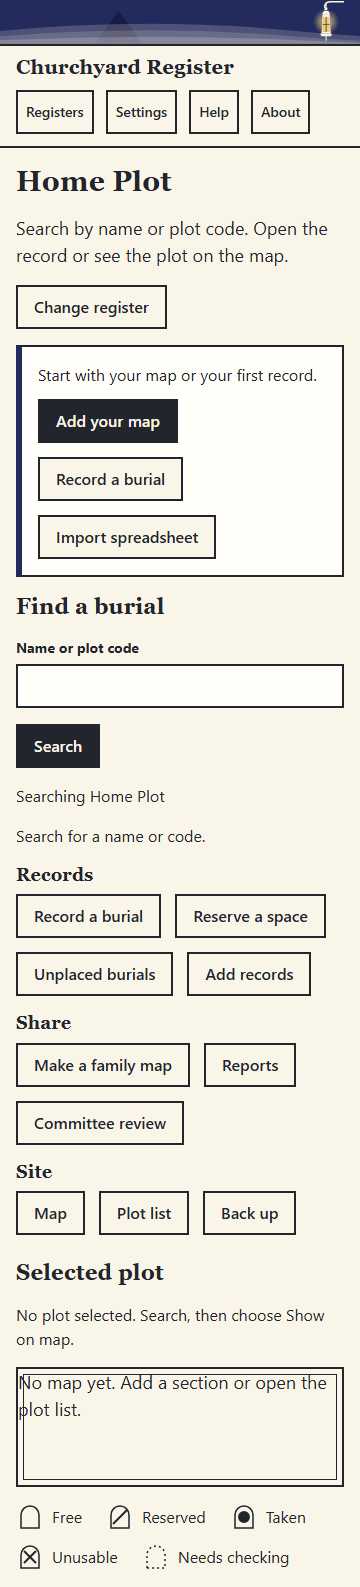 Churchyard Register
Registers Settings Help About
Home Plot
Search by name or plot code. Open the
record or see the plot on the map.
Change register
Start with your map or your first record.
Add your map
Record a burial
Import spreadsheet
Find a burial
Name or plot code
Search
Searching Home Plot
Search for a name or code.
Records
Record a burial Reserve a space
Unplaced burials Add records
Share
Make a family map Reports
Committee review
Site
Map Plot list Back up
Selected plot
No plot selected. Search, then choose Show
on map.
No map yet. Add a section or open the
plot list.
Free Reserved Taken
Unusable Needs checking